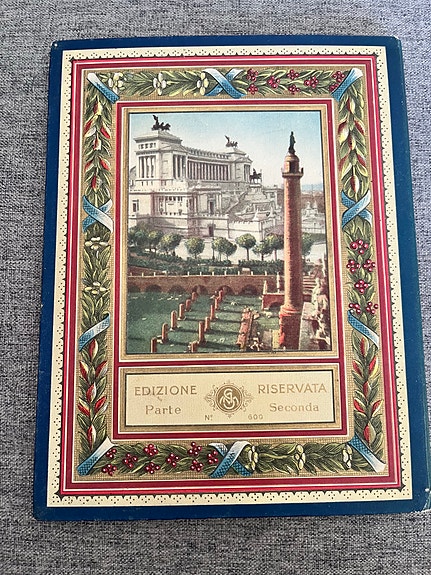 EDIZIONE RISERVATA
Parte Seconda
N° 600